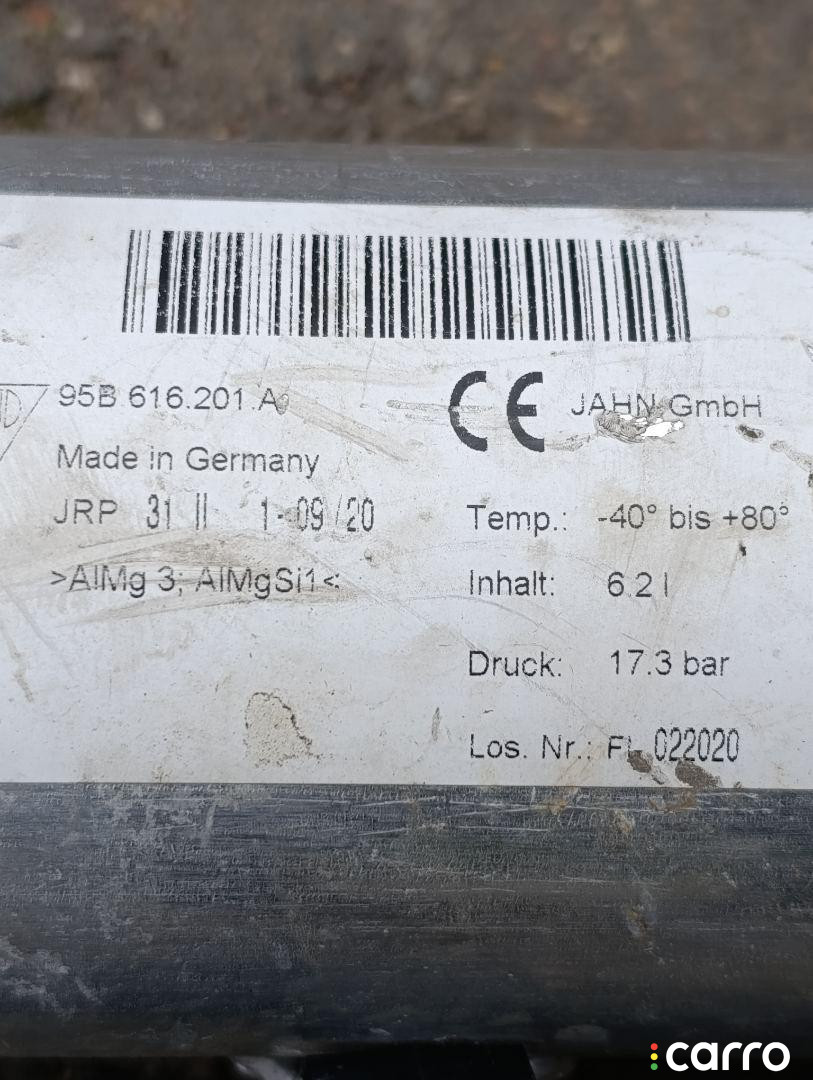 95B.616.201.A
Made in Germany
JRP 31 II 1-09/20
>AlMg 3; AlMgSi1<
CE JAHN GmbH
Temp.: -40° bis +80°
Inhalt: 6.2 l
Druck: 17.3 bar
Los. Nr.: FL 022020
carro